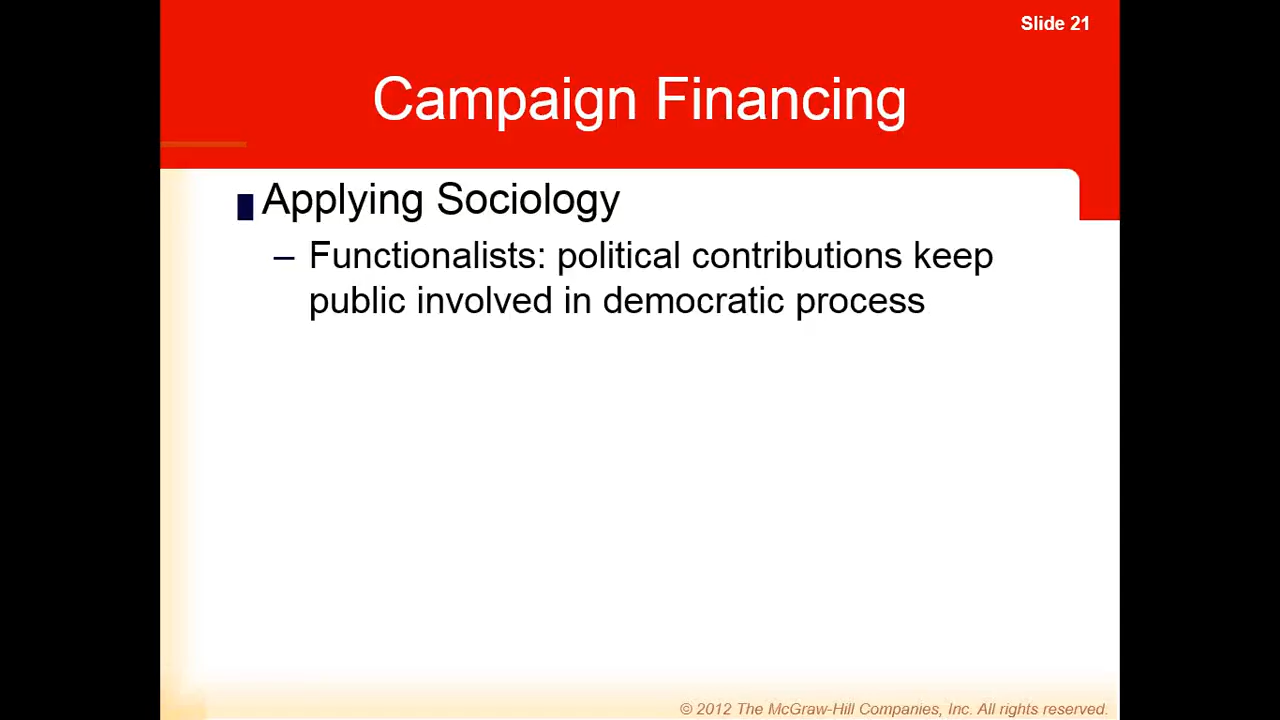 Slide 21
Campaign Financing
Applying Sociology
– Functionalists: political contributions keep
public involved in democratic process
© 2012 The McGraw-Hill Companies, Inc. All rights reserved.